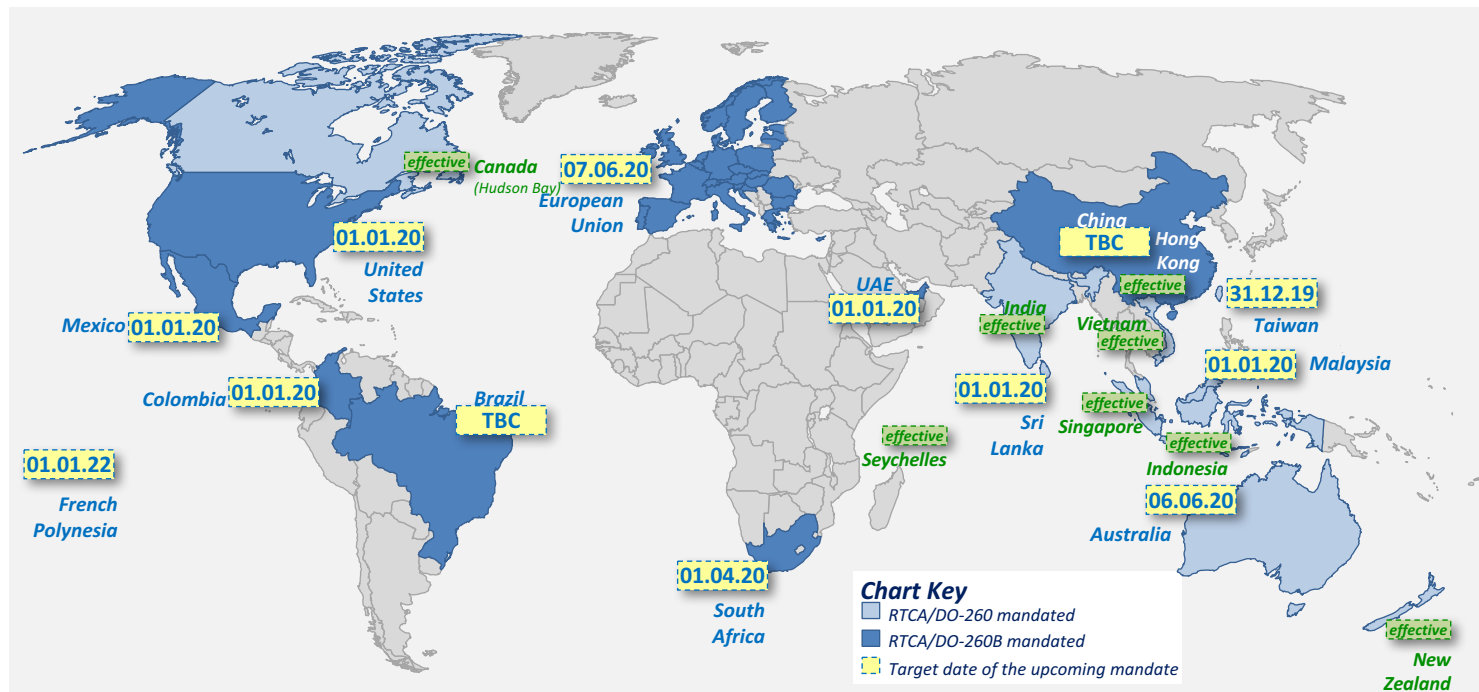 effective
Canada
(Hudson Bay)
07.06.20
European
Union
01.01.20
United
States
China
TBC
Hong
Kong
effective
UAE
01.01.20
India
effective
Vietnam
effective
31.12.19
Taiwan
Mexico
01.01.20
01.01.20
Malaysia
Colombia
01.01.20
Brazil
TBC
01.01.20
Sri
Lanka
effective
Singapore
effective
Seychelles
effective
Indonesia
01.01.22
French
Polynesia
06.06.20
Australia
01.04.20
South
Africa
Chart Key
RTCA/DO-260 mandated
RTCA/DO-260B mandated
Target date of the upcoming mandate
effective
New
Zealand